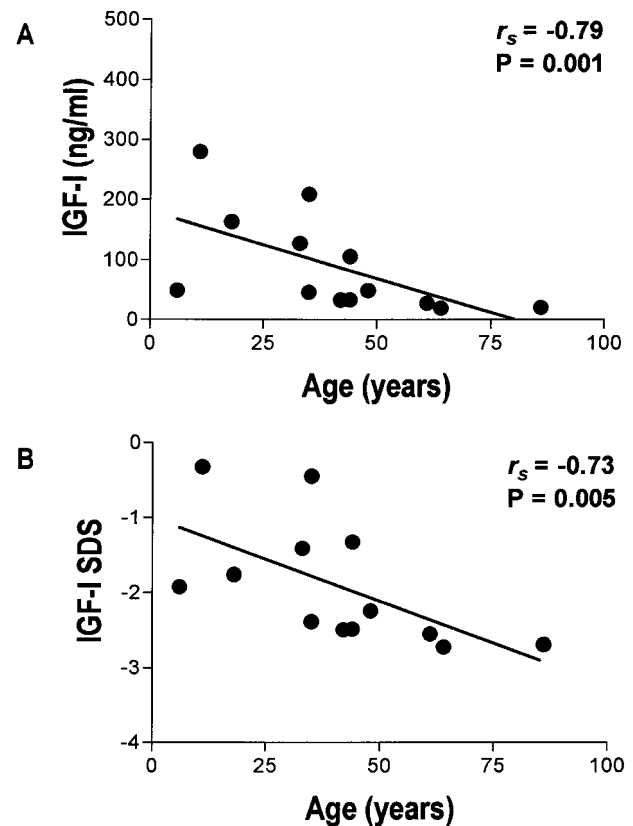 A
r_s = -0.79
P = 0.001
500
400
300
200
100
0
IGF-I (ng/ml)
0 25 50 75 100
Age (years)
B
r_s = -0.73
P = 0.005
0
-1
-2
-3
-4
IGF-I SDS
0 25 50 75 100
Age (years)